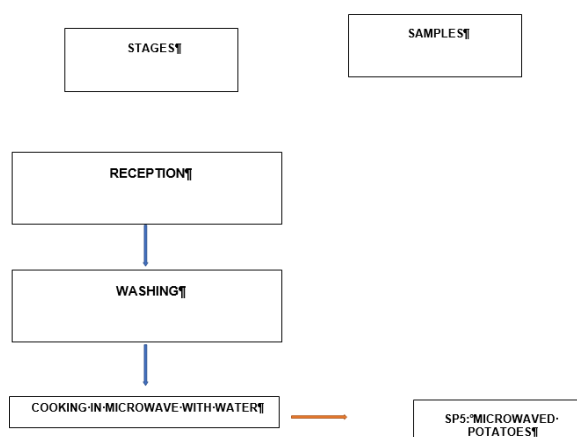 STAGES¶
SAMPLES¶
RECEPTION¶
WASHING¶
COOKING·IN·MICROWAVE·WITH·WATER¶
SP5:°MICROWAVED·
POTATOES¶